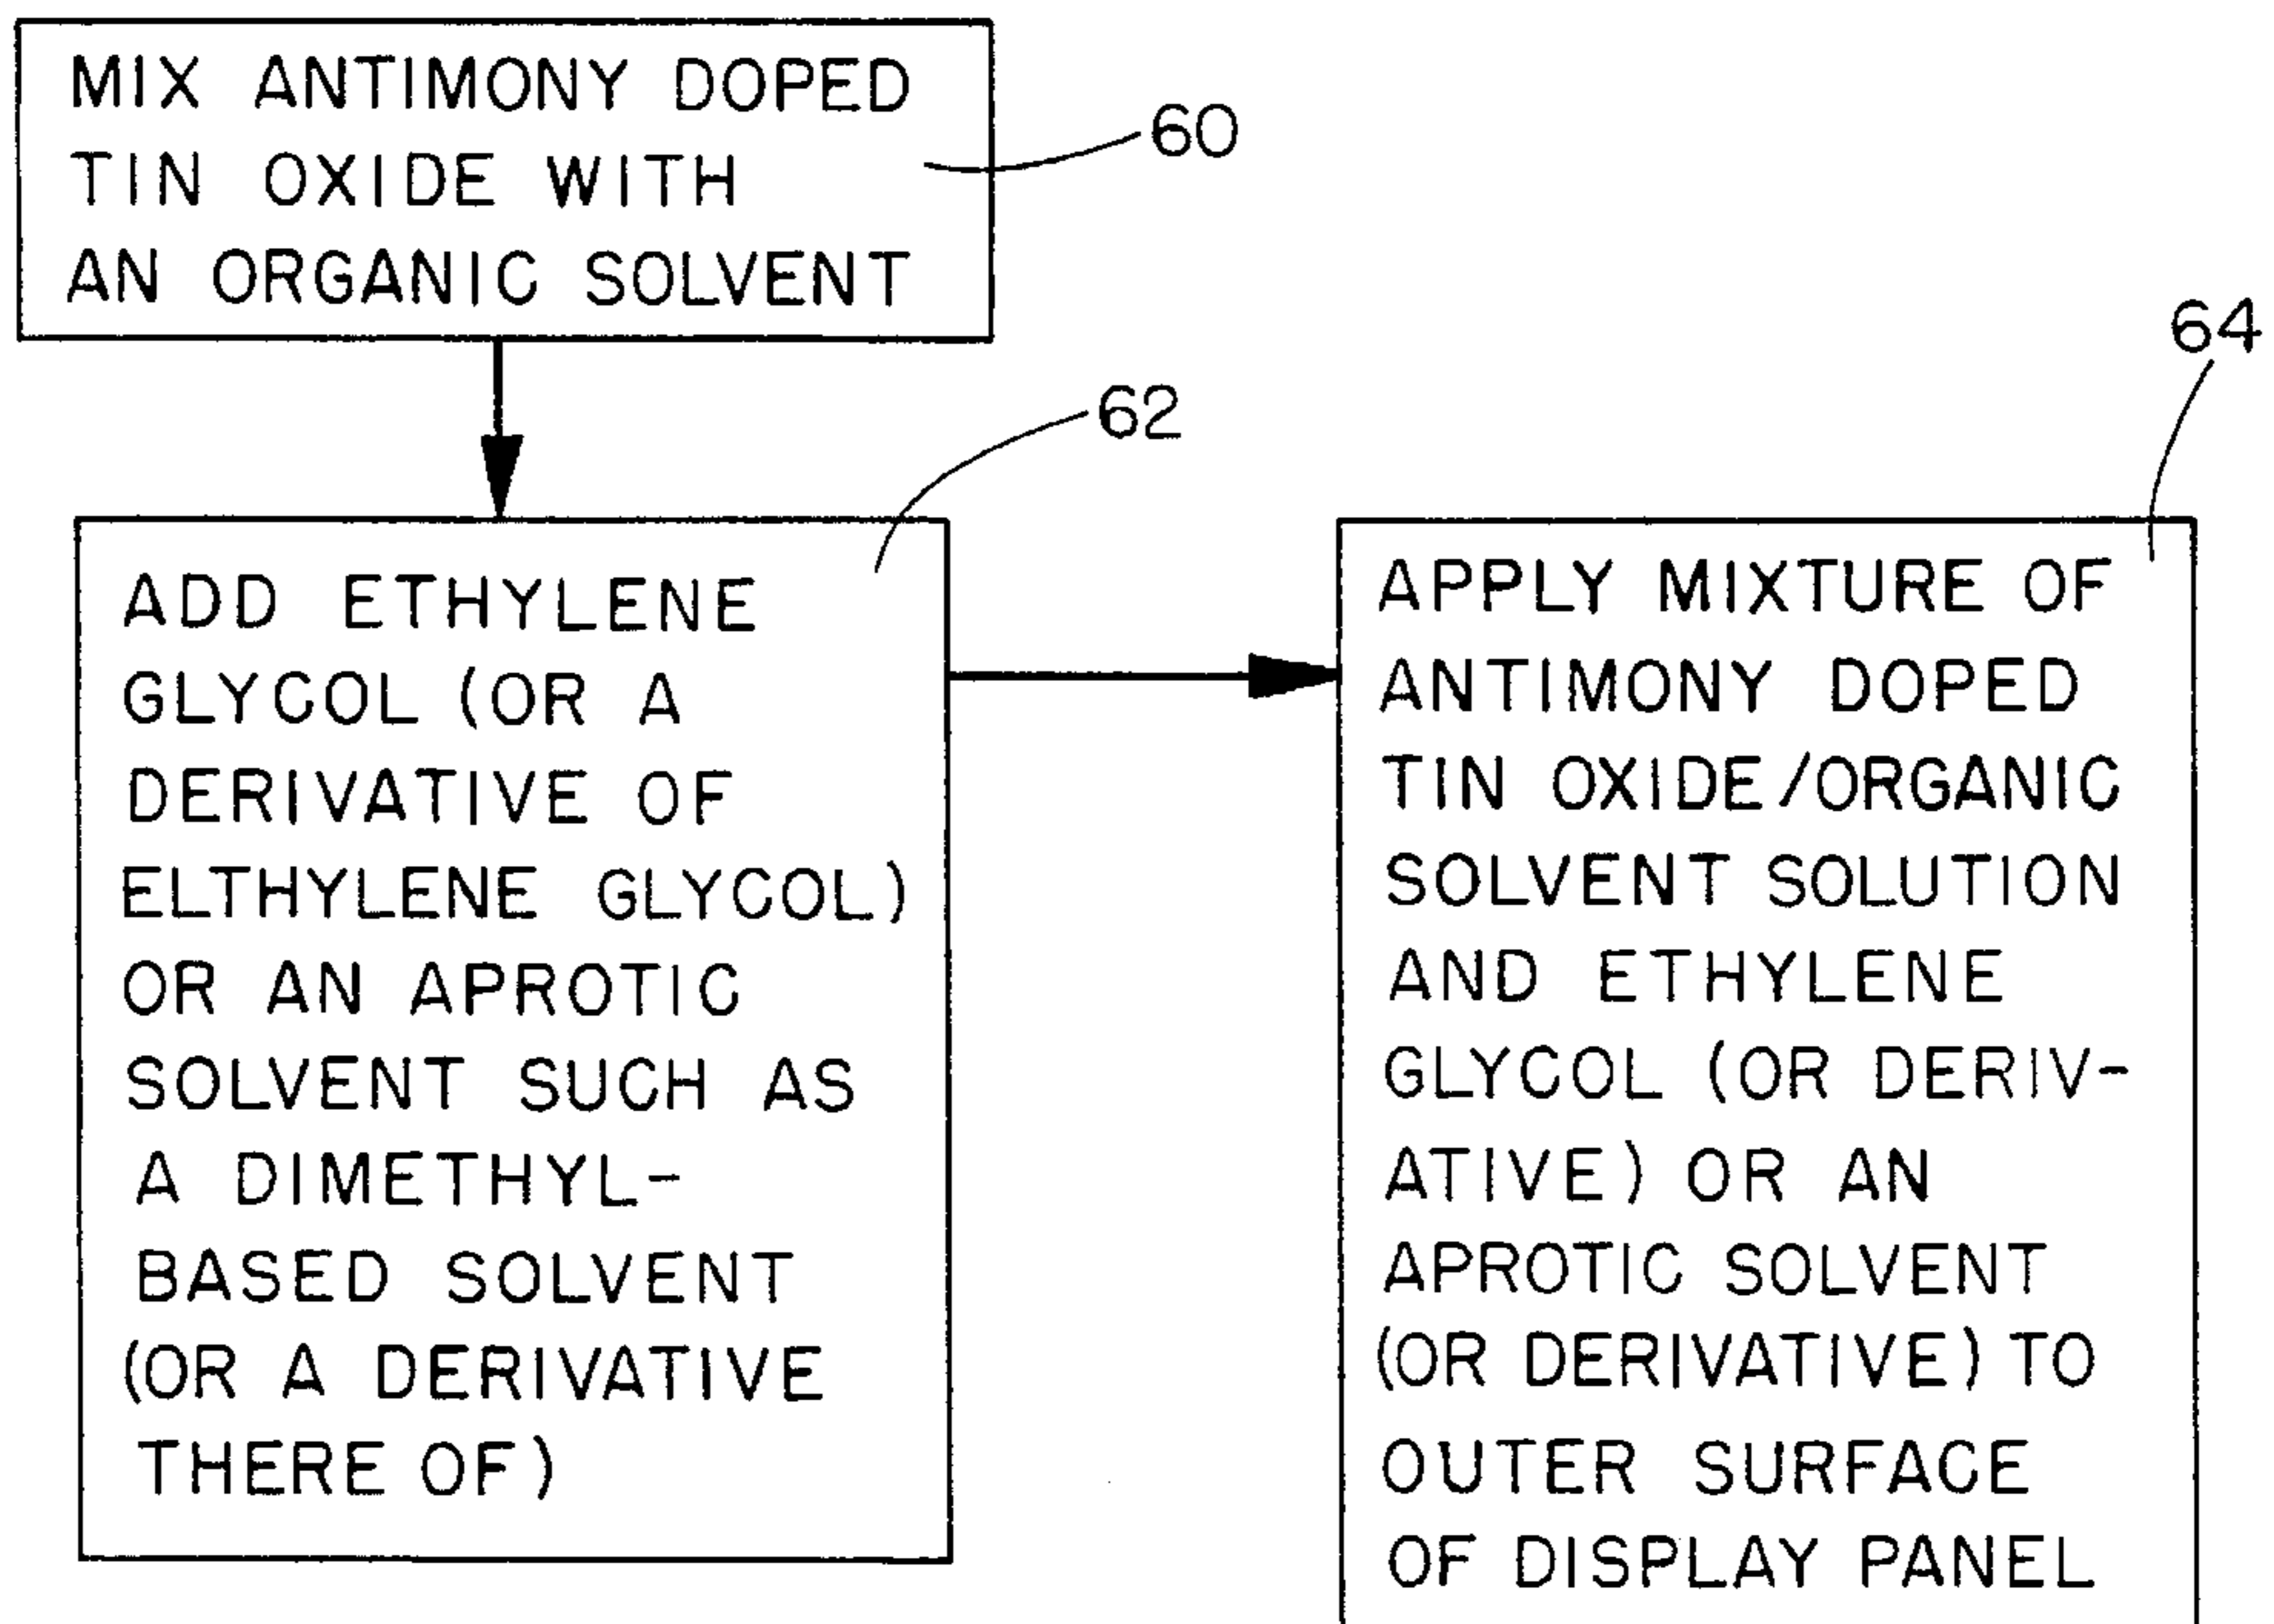 MIX ANTIMONY DOPED
TIN OXIDE WITH
AN ORGANIC SOLVENT
60
62
ADD ETHYLENE
GLYCOL (OR A
DERIVATIVE OF
ELTHYLENE GLYCOL)
OR AN APROTIC
SOLVENT SUCH AS
A DIMETHYL-
BASED SOLVENT
(OR A DERIVATIVE
THERE OF)
64
APPLY MIXTURE OF
ANTIMONY DOPED
TIN OXIDE/ORGANIC
SOLVENT SOLUTION
AND ETHYLENE
GLYCOL (OR DERIV-
ATIVE) OR AN
APROTIC SOLVENT
(OR DERIVATIVE) TO
OUTER SURFACE
OF DISPLAY PANEL